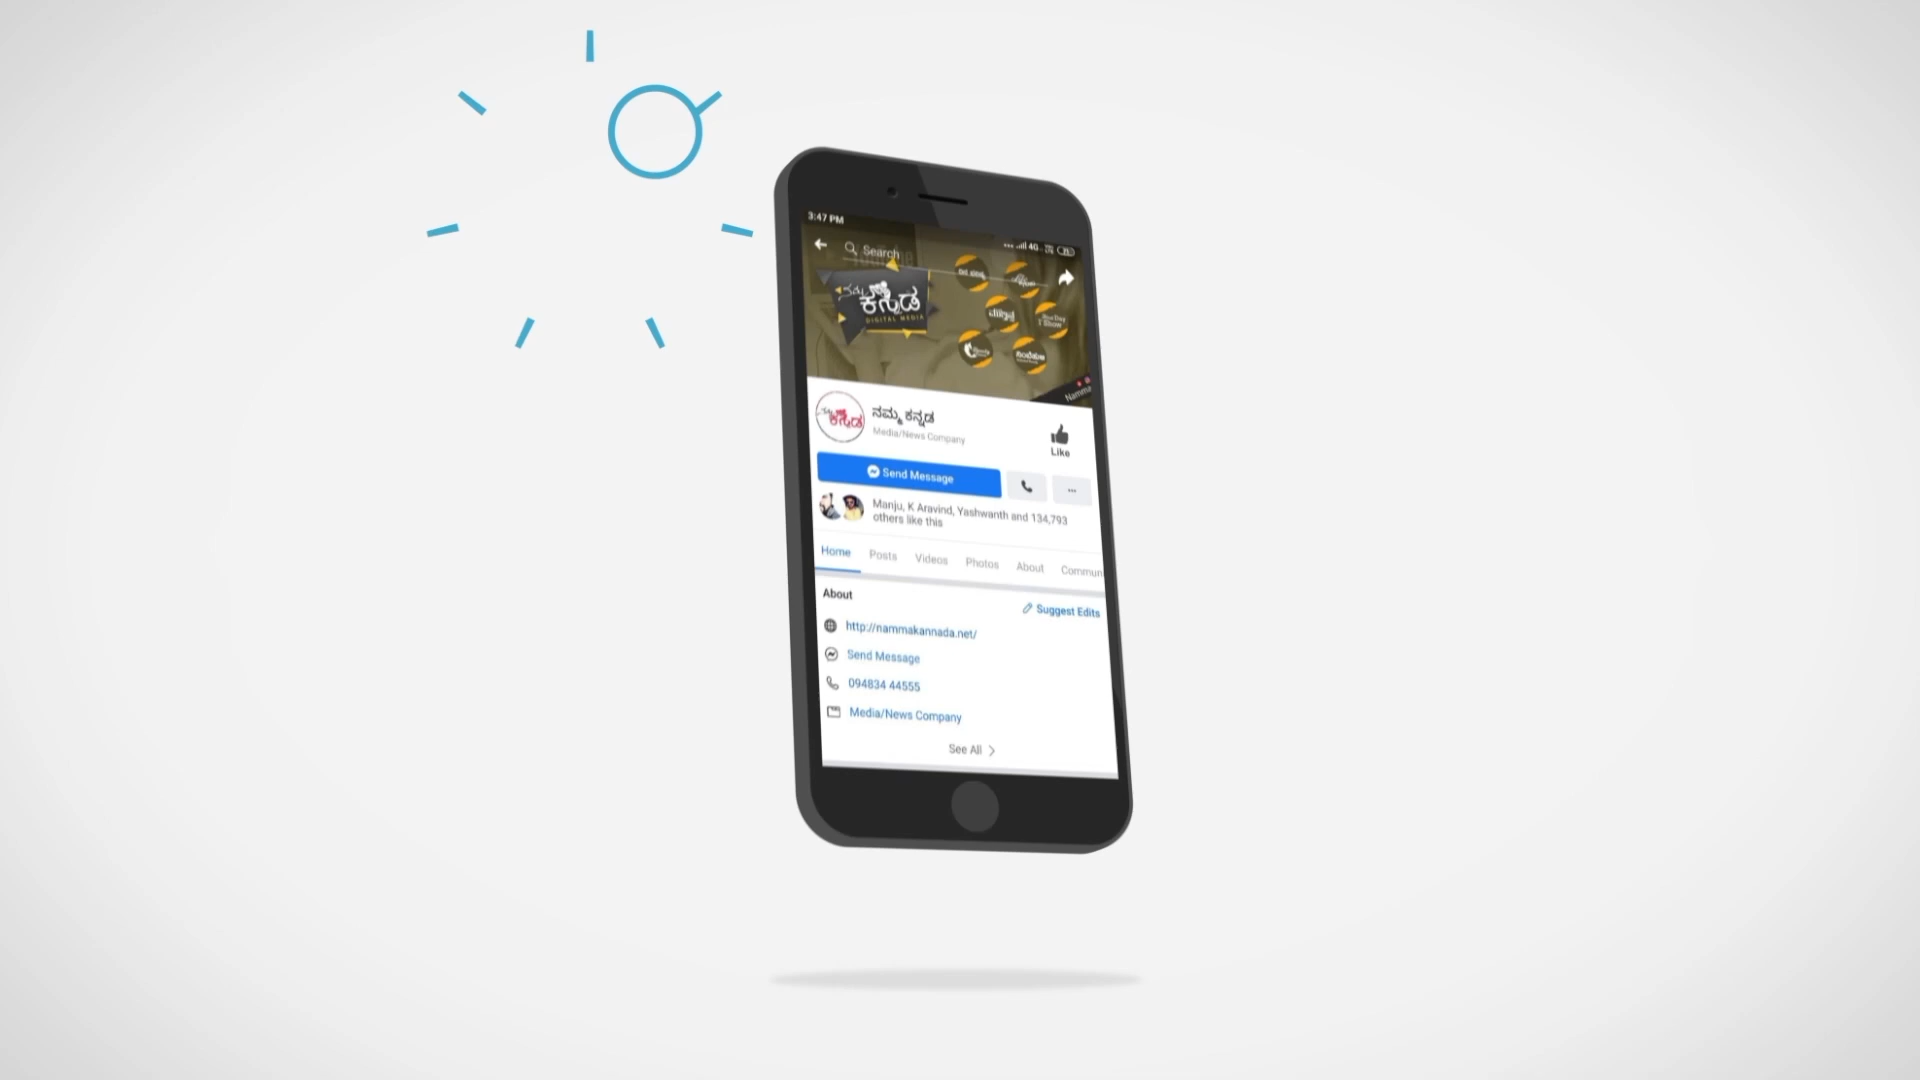 3:47 PM
4G
Search
ನಮ್ಮ
ಕನ್ನಡ
DIGITAL MEDIA
Namma
ನಮ್ಮ ಕನ್ನಡ
Media/News Company
Like
Send Message
Manju, K Aravind, Yashwanth and 134,793
others like this
Home Posts Videos Photos About Commun
About
Suggest Edits
http://nammakannada.net/
Send Message
094834 44555
Media/News Company
See All